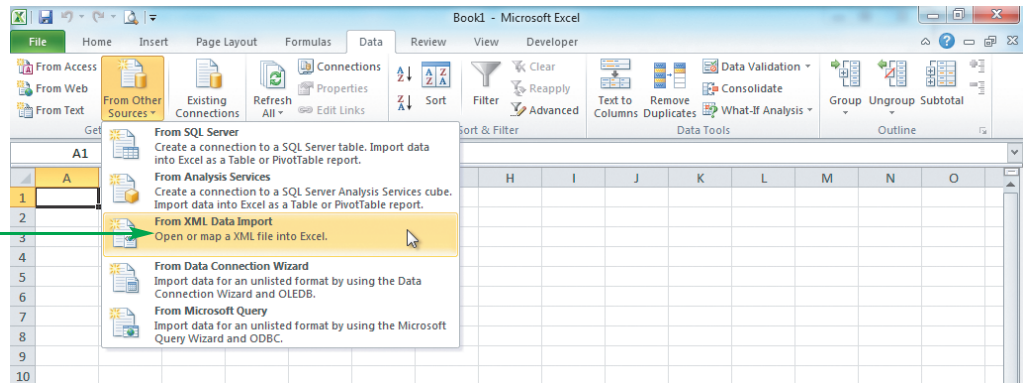 Book1 - Microsoft Excel
File Home Insert Page Layout Formulas Data Review View Developer
From Access
From Web
From Text
From Other
Sources
Existing
Connections
Refresh
All
Connections
Properties
Edit Links
Sort
Filter
Clear
Reapply
Advanced
Text to
Columns
Remove
Duplicates
Data Validation
Consolidate
What-If Analysis
Group
Ungroup
Subtotal
Get
Sort & Filter
Data Tools
Outline
A1
A H I J K L M N O
1
2
3
4
5
6
7
8
9
10
From SQL Server
Create a connection to a SQL Server table. Import data
into Excel as a Table or PivotTable report.
From Analysis Services
Create a connection to a SQL Server Analysis Services cube.
Import data into Excel as a Table or PivotTable report.
From XML Data Import
Open or map a XML file into Excel.
From Data Connection Wizard
Import data for an unlisted format by using the Data
Connection Wizard and OLEDB.
From Microsoft Query
Import data for an unlisted format by using the Microsoft
Query Wizard and ODBC.